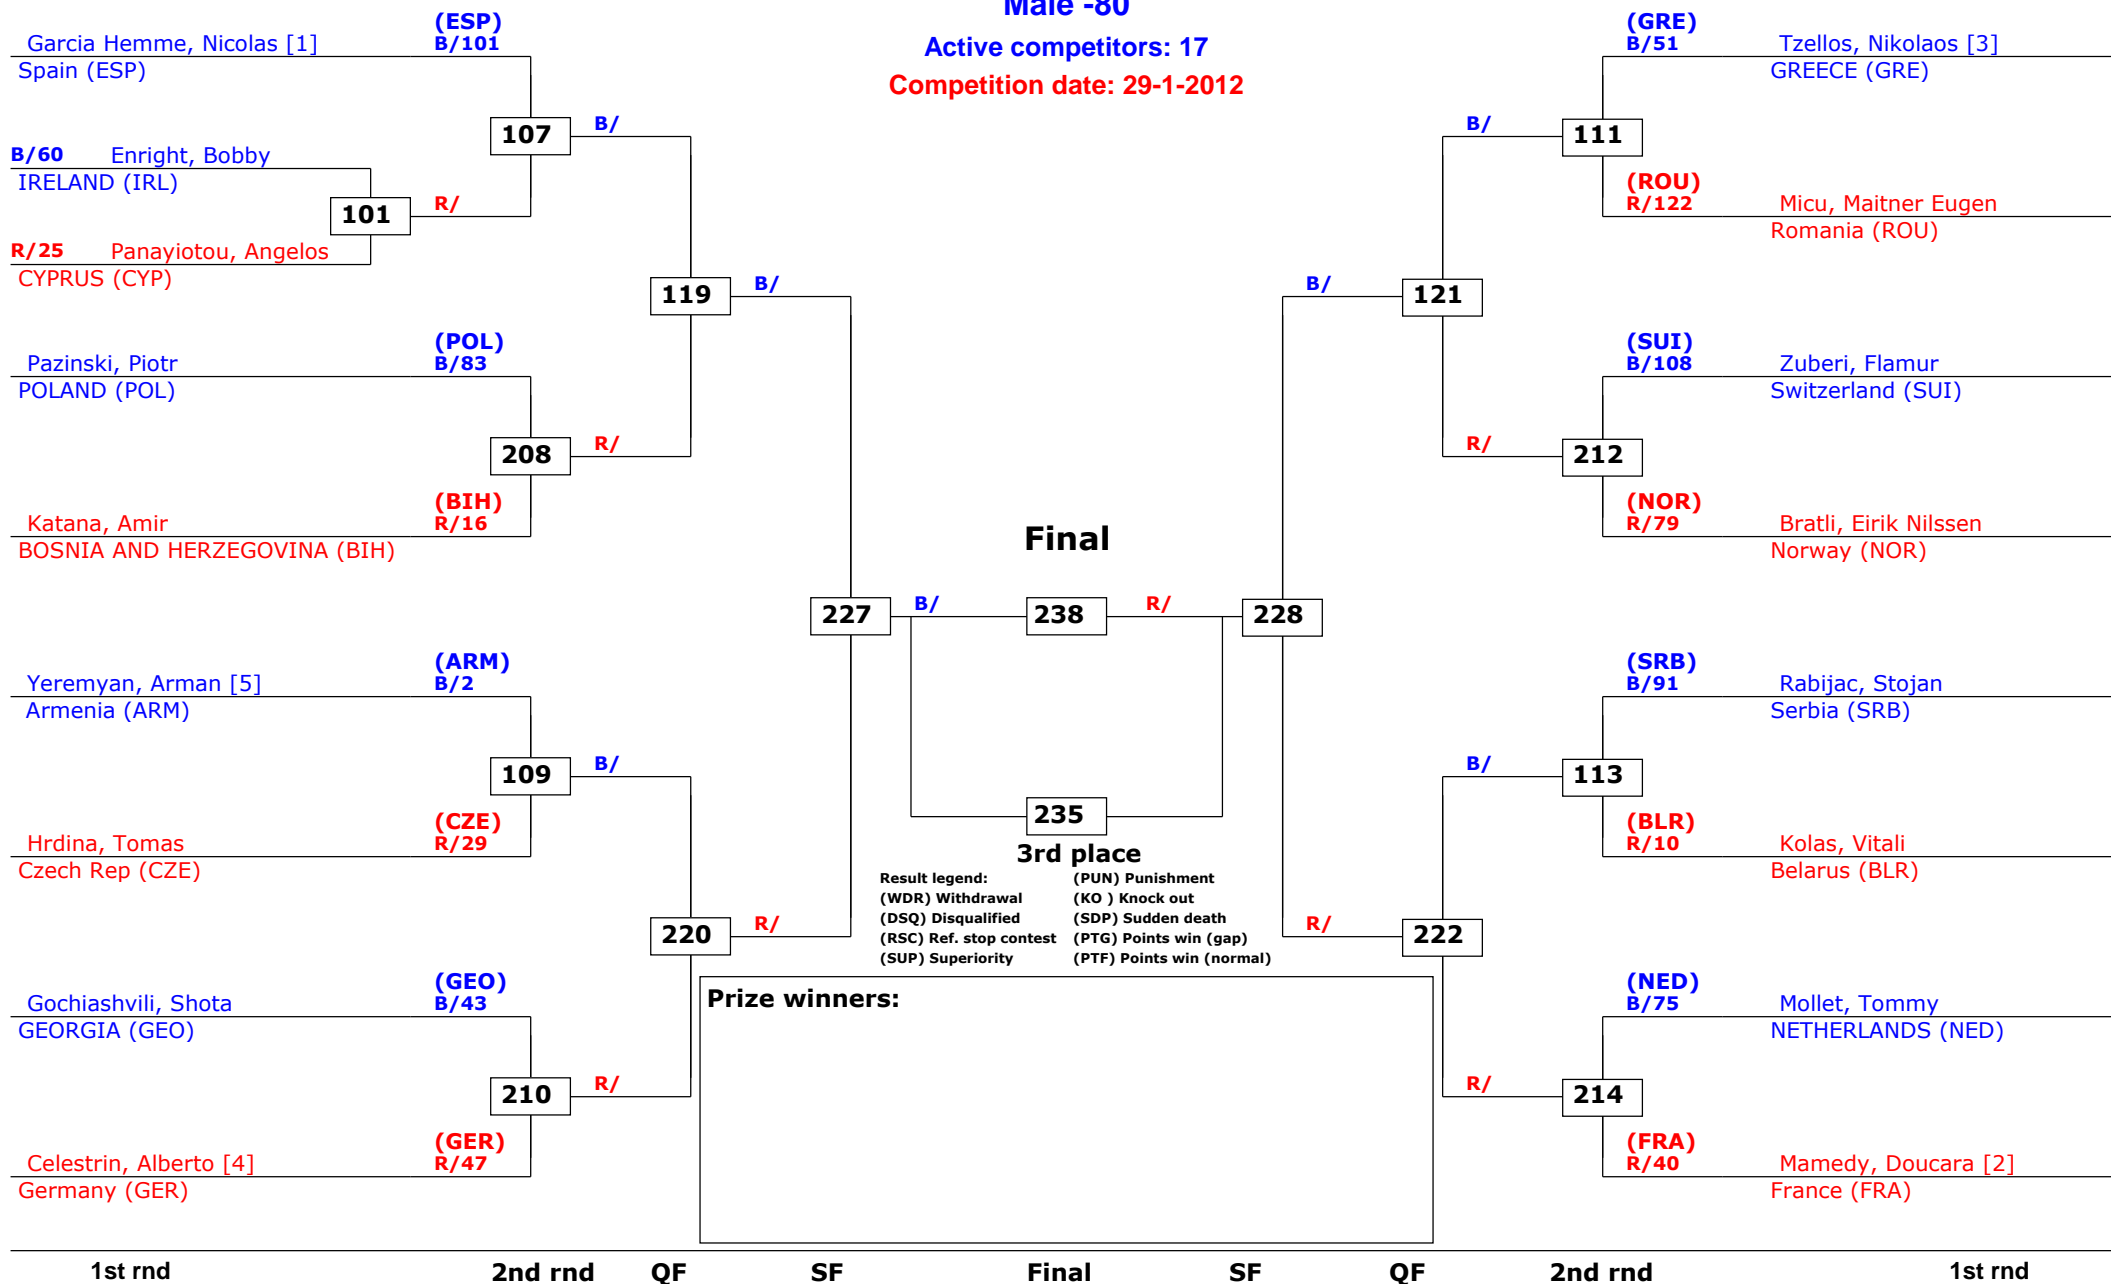 Male -80
Active competitors: 17
Competition date: 29-1-2012
Garcia Hemme, Nicolas [1]
(ESP)
B/101
Spain (ESP)
107
B/
B/60 Enright, Bobby
IRELAND (IRL)
101
R/
R/25 Panayiotou, Angelos
CYPRUS (CYP)
119
B/
Pazinski, Piotr
(POL)
B/83
POLAND (POL)
208
R/
Katana, Amir
(BIH)
R/16
BOSNIA AND HERZEGOVINA (BIH)
227
B/
Yeremyan, Arman [5]
(ARM)
B/2
Armenia (ARM)
109
B/
Hrdina, Tomas
(CZE)
R/29
Czech Rep (CZE)
220
R/
Gochiashvili, Shota
(GEO)
B/43
GEORGIA (GEO)
210
R/
Celestrin, Alberto [4]
(GER)
R/47
Germany (GER)
Final
238
R/
235
3rd place
Result legend:
(WDR) Withdrawal
(DSQ) Disqualified
(RSC) Ref. stop contest
(SUP) Superiority
(PUN) Punishment
(KO ) Knock out
(SDP) Sudden death
(PTG) Points win (gap)
(PTF) Points win (normal)
Prize winners:
(GRE)
B/51
Tzellos, Nikolaos [3]
GREECE (GRE)
B/
111
(ROU)
R/122
Micu, Maitner Eugen
Romania (ROU)
B/
121
(SUI)
B/108
Zuberi, Flamur
Switzerland (SUI)
R/
212
(NOR)
R/79
Bratli, Eirik Nilssen
Norway (NOR)
228
(SRB)
B/91
Rabijac, Stojan
Serbia (SRB)
B/
113
(BLR)
R/10
Kolas, Vitali
Belarus (BLR)
R/
222
(NED)
B/75
Mollet, Tommy
NETHERLANDS (NED)
R/
214
(FRA)
R/40
Mamedy, Doucara [2]
France (FRA)
1st rnd 2nd rnd QF SF Final SF QF 2nd rnd 1st rnd